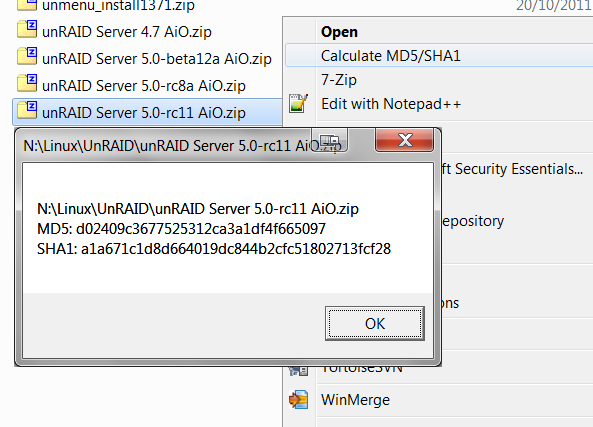 unmenu_install1371.zip
20/10/2011
unRAID Server 4.7 AiO.zip
unRAID Server 5.0-beta12a AiO.zip
unRAID Server 5.0-rc8a AiO.zip
unRAID Server 5.0-rc11 AiO.zip
Open
Calculate MD5/SHA1
7-Zip
Edit with Notepad++
N:\Linux\UnRAID\unRAID Server 5.0-rc11 AiO.zip
N:\Linux\UnRAID\unRAID Server 5.0-rc11 AiO.zip
MD5: d02409c3677525312ca3a1df4f665097
SHA1: a1a671c1d8d664019dc844b2cfc51802713fcf28
OK
ft Security Essentials...
epository
ons
TortoiseSVN
WinMerge